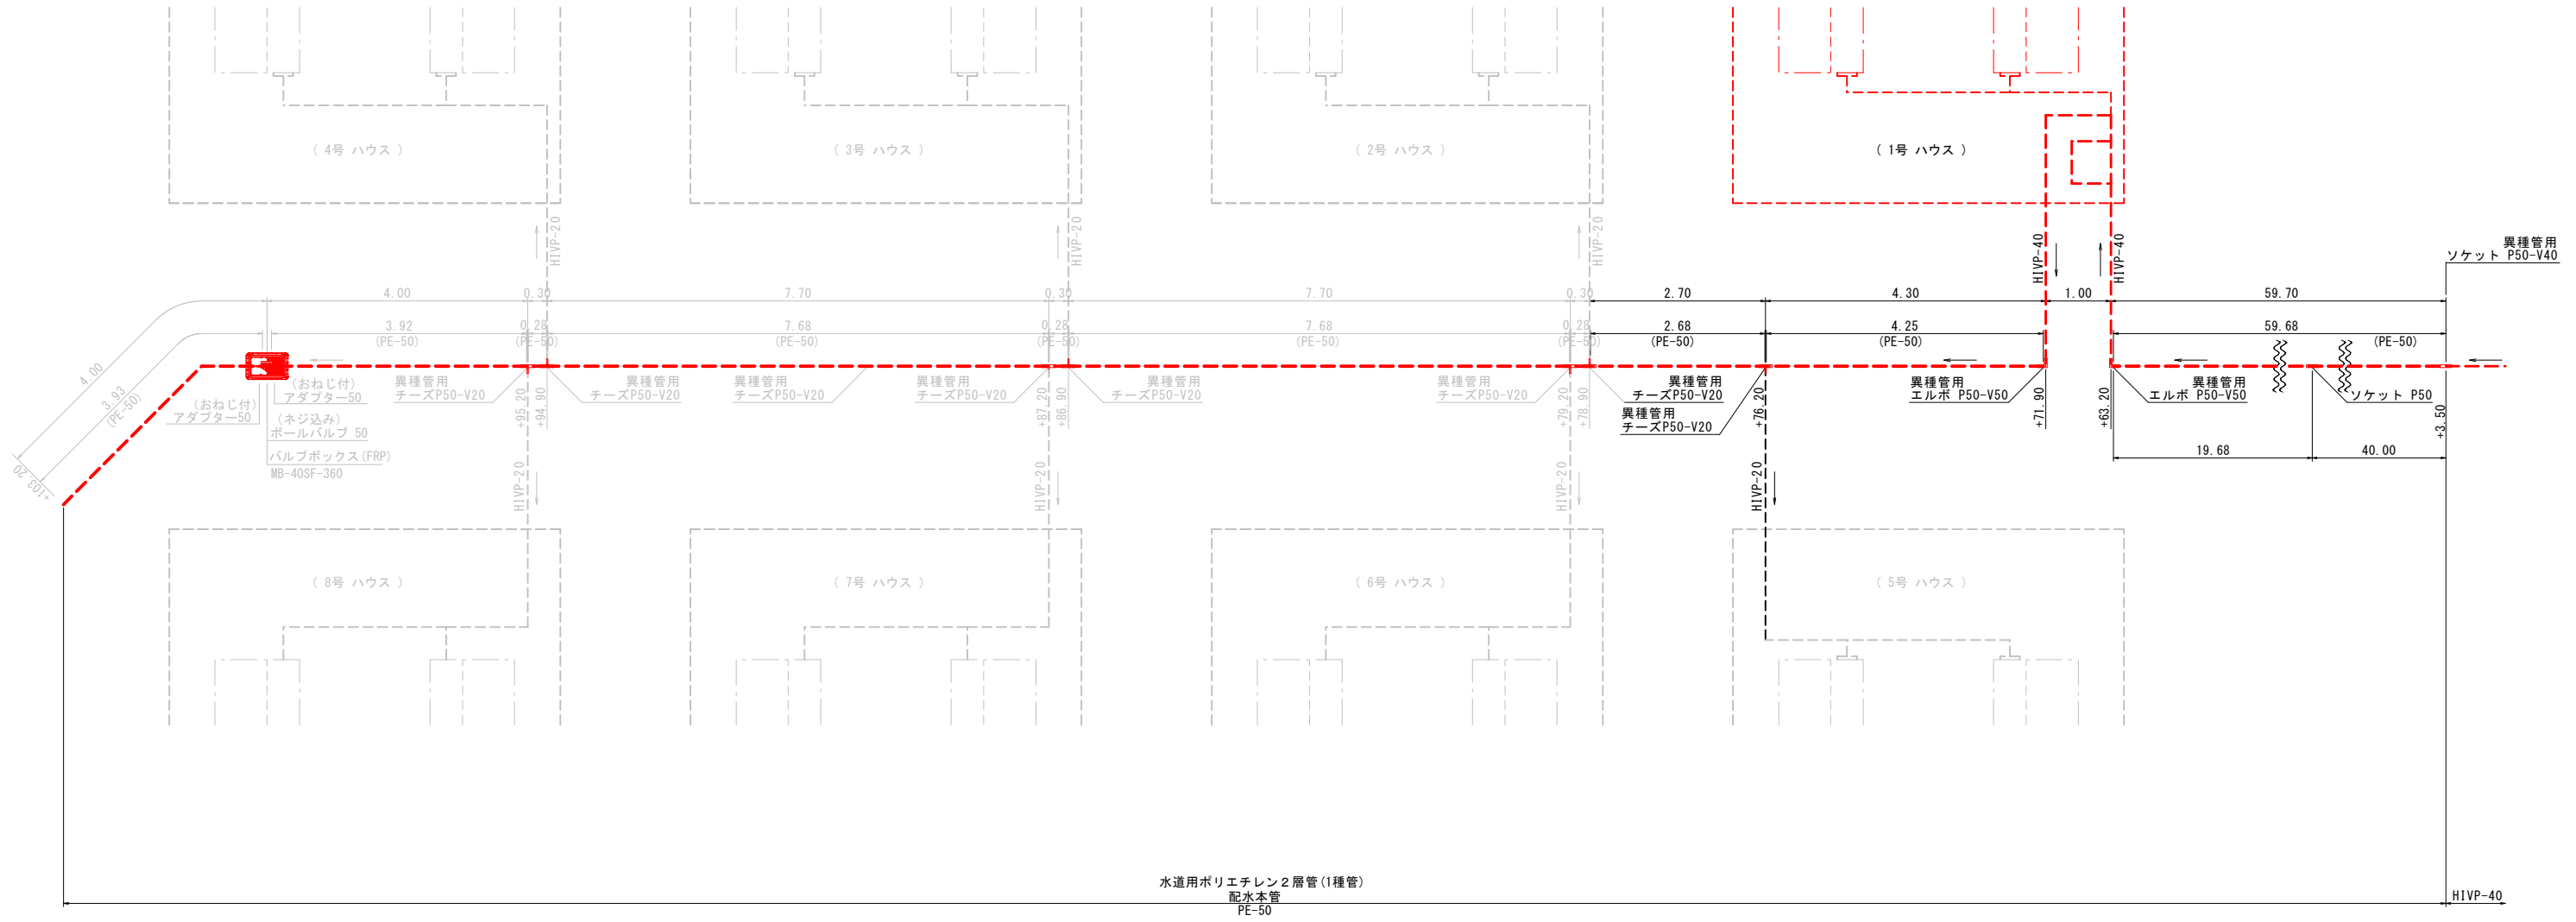 ( 4号 ハウス )
( 3号 ハウス )
( 2号 ハウス )
( 1号 ハウス )
HIVP-20
HIVP-20
HIVP-20
HIVP-40
HIVP-40
異種管用
ソケット P50-V40
4.00
0.30
7.70
0.30
7.70
0.30
2.70
4.30
1.00
59.70
3.92
(PE-50)
0.28
(PE-50)
7.68
(PE-50)
0.28
(PE-50)
7.68
(PE-50)
0.28
(PE-50)
2.68
(PE-50)
4.25
(PE-50)
59.68
(PE-50)
4.00
3.93
(PE-50)
+103.20
(おねじ付)
アダプター50
(おねじ付)
アダプター50
(ネジ込み)
ボールバルブ 50
バルブボックス(FRP)
MB-40SF-360
異種管用
チーズP50-V20
+95.20
+94.90
異種管用
チーズP50-V20
異種管用
チーズP50-V20
異種管用
チーズP50-V20
+87.20
+86.90
異種管用
チーズP50-V20
異種管用
チーズP50-V20
+79.20
+78.90
異種管用
チーズP50-V20
異種管用
チーズP50-V20
+76.20
異種管用
エルボ P50-V50
+71.90
+63.20
異種管用
エルボ P50-V50
ソケット P50
+3.50
19.68
40.00
HIVP-20
HIVP-20
HIVP-20
HIVP-20
( 8号 ハウス )
( 7号 ハウス )
( 6号 ハウス )
( 5号 ハウス )
水道用ポリエチレン２層管(1種管)
配水本管
PE-50
HIVP-40